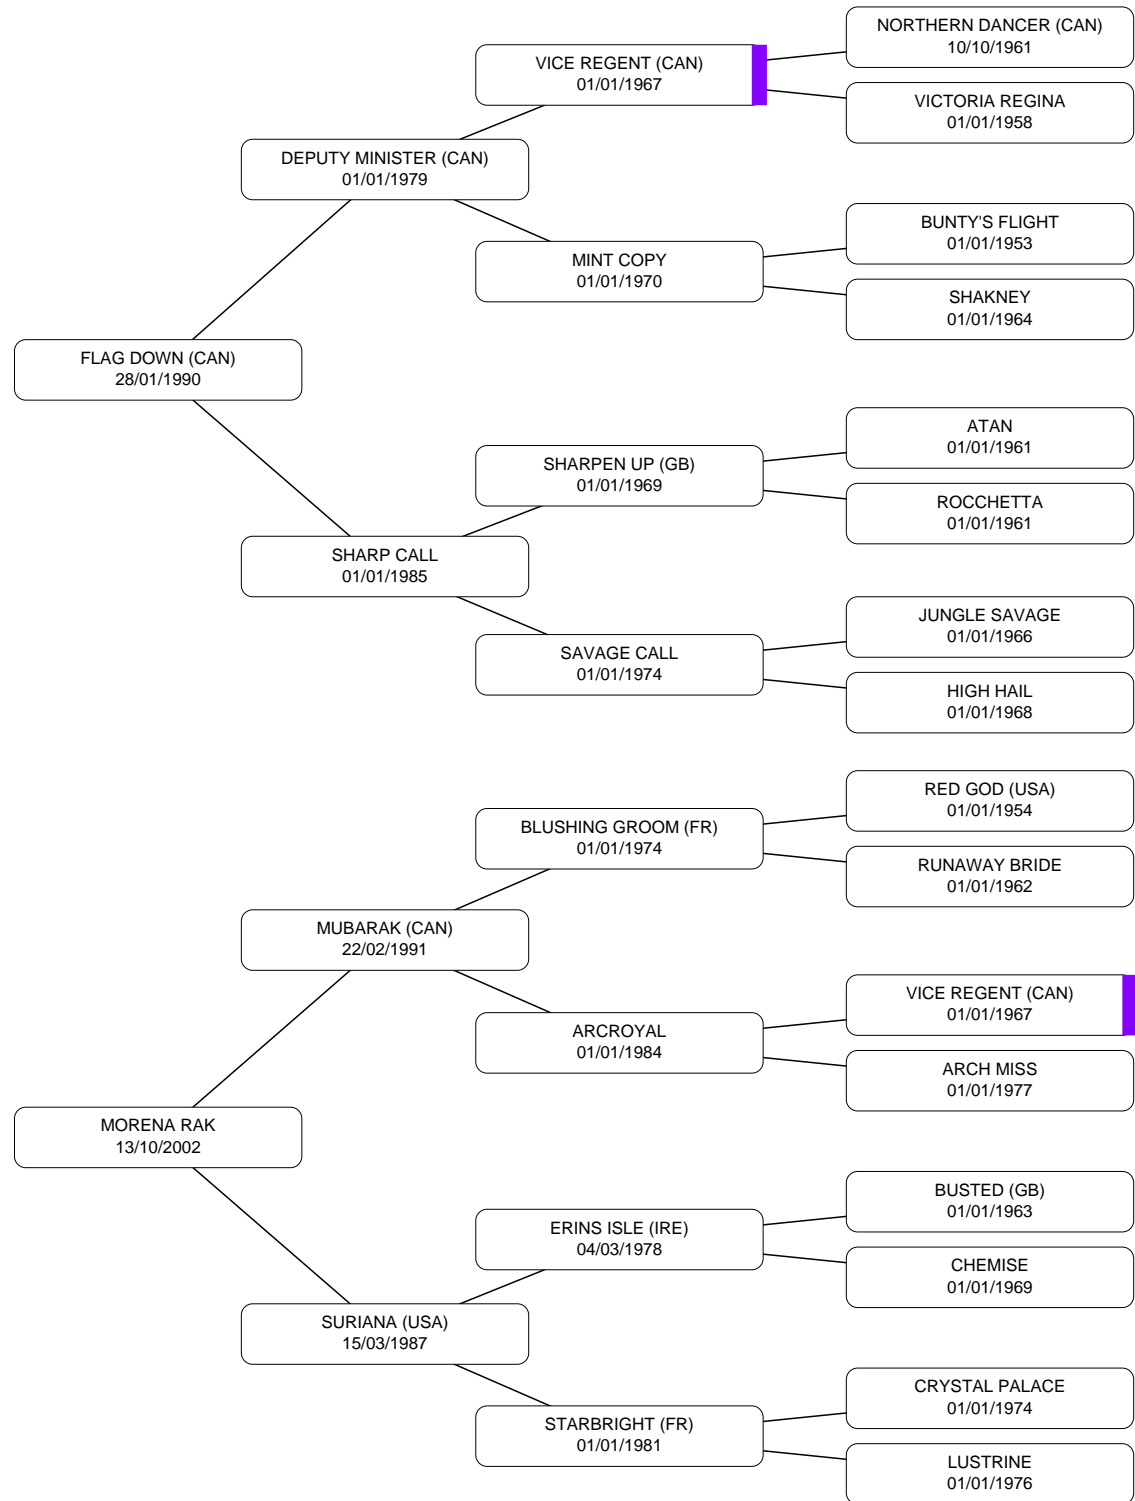 NORTHERN DANCER (CAN)
10/10/1961
VICE REGENT (CAN)
01/01/1967
VICTORIA REGINA
01/01/1958
DEPUTY MINISTER (CAN)
01/01/1979
BUNTY'S FLIGHT
01/01/1953
MINT COPY
01/01/1970
SHAKNEY
01/01/1964
FLAG DOWN (CAN)
28/01/1990
ATAN
01/01/1961
SHARPEN UP (GB)
01/01/1969
ROCCHETTA
01/01/1961
SHARP CALL
01/01/1985
JUNGLE SAVAGE
01/01/1966
SAVAGE CALL
01/01/1974
HIGH HAIL
01/01/1968
RED GOD (USA)
01/01/1954
BLUSHING GROOM (FR)
01/01/1974
RUNAWAY BRIDE
01/01/1962
MUBARAK (CAN)
22/02/1991
VICE REGENT (CAN)
01/01/1967
ARCROYAL
01/01/1984
ARCH MISS
01/01/1977
MORENA RAK
13/10/2002
BUSTED (GB)
01/01/1963
ERINS ISLE (IRE)
04/03/1978
CHEMISE
01/01/1969
SURIANA (USA)
15/03/1987
CRYSTAL PALACE
01/01/1974
STARBRIGHT (FR)
01/01/1981
LUSTRINE
01/01/1976